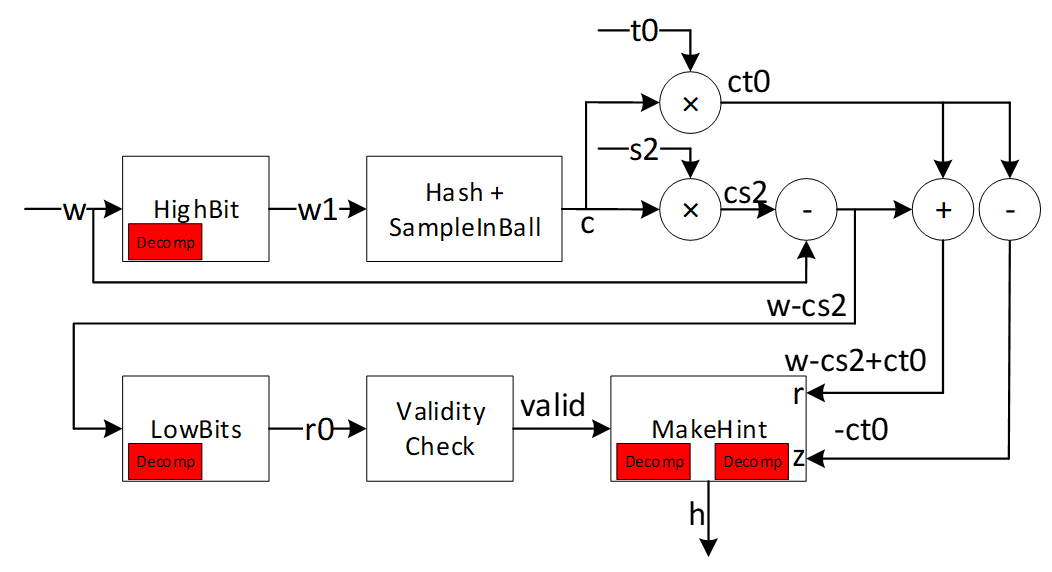 t0
ct0
×
s2
cs2
×
-
+
-
w
HighBit
Decomp
w1
Hash +
SampleInBall
c
w-cs2
w-cs2+ct0
r
LowBits
Decomp
r0
Validity
Check
valid
MakeHint
Decomp
Decomp
z
-ct0
h